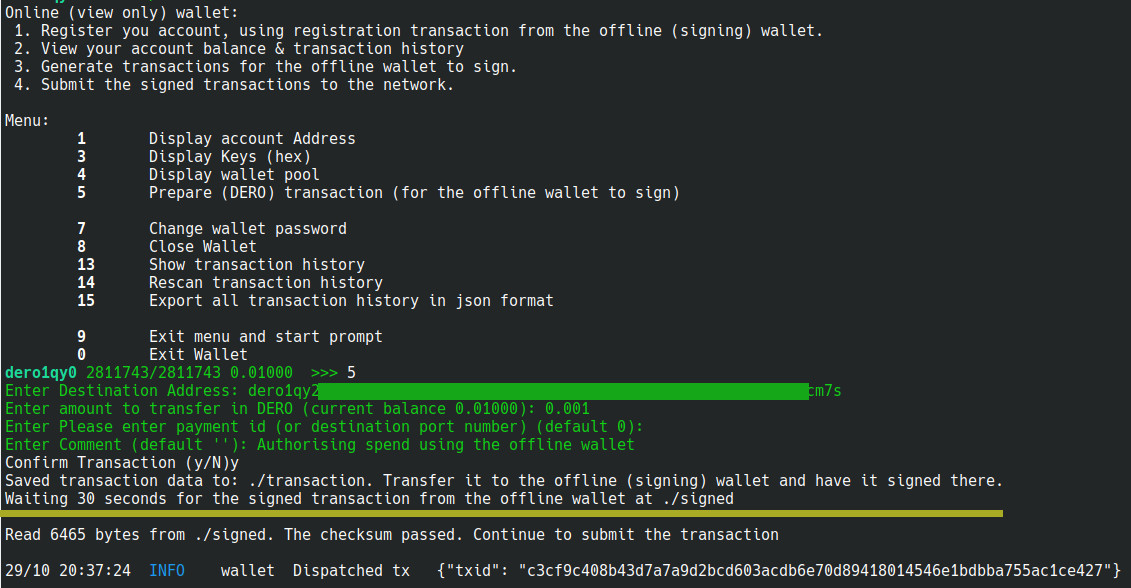 Online (view only) wallet:
1. Register you account, using registration transaction from the offline (signing) wallet.
2. View your account balance & transaction history
3. Generate transactions for the offline wallet to sign.
4. Submit the signed transactions to the network.
Menu:
1 Display account Address
3 Display Keys (hex)
4 Display wallet pool
5 Prepare (DERO) transaction (for the offline wallet to sign)
7 Change wallet password
8 Close Wallet
13 Show transaction history
14 Rescan transaction history
15 Export all transaction history in json format
9 Exit menu and start prompt
0 Exit Wallet
dero1qy0 2811743/2811743 0.01000 >>> 5
Enter Destination Address: dero1qy2 cm7s
Enter amount to transfer in DERO (current balance 0.01000): 0.001
Enter Please enter payment id (or destination port number) (default 0):
Enter Comment (default ''): Authorising spend using the offline wallet
Confirm Transaction (y/N)y
Saved transaction data to: ./transaction. Transfer it to the offline (signing) wallet and have it signed there.
Waiting 30 seconds for the signed transaction from the offline wallet at ./signed
Read 6465 bytes from ./signed. The checksum passed. Continue to submit the transaction
29/10 20:37:24 INFO wallet Dispatched tx {"txid": "c3cf9c408b43d7a7a9d2bcd603acdb6e70d89418014546e1bdbba755ac1ce427"}